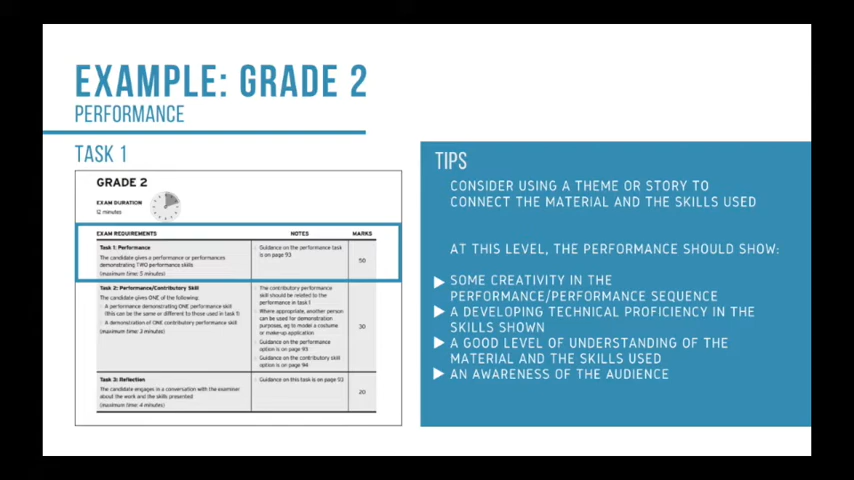 EXAMPLE: GRADE 2
PERFORMANCE
TASK 1
GRADE 2
EXAM DURATION
12 minutes
EXAM REQUIREMENTS NOTES MARKS
Task 1: Performance
The candidate gives a performance or performances
demonstrating TWO performance skills
(maximum time: 5 minutes)
Guidance on the performance task
is on page 93
50
Task 2: Performance/Contributory Skill
The candidate gives ONE of the following:
A performance demonstrating ONE performance skill
(this can be the same or different to those used in task 1)
A demonstration of ONE contributory performance skill
(maximum time: 3 minutes)
The contributory performance
skill should be related to the
performance in task 1
Where appropriate, another person
can be used for demonstration
purposes, eg to model a costume
or make-up application
Guidance on the performance
option is on page 93
Guidance on the contributory skill
option is on page 94
30
Task 3: Reflection
The candidate engages in a conversation with the examiner
about the work and the skills presented
(maximum time: 4 minutes)
Guidance on this task is on page 93
20
TIPS
CONSIDER USING A THEME OR STORY TO
CONNECT THE MATERIAL AND THE SKILLS USED
AT THIS LEVEL, THE PERFORMANCE SHOULD SHOW:
SOME CREATIVITY IN THE
PERFORMANCE/PERFORMANCE SEQUENCE
A DEVELOPING TECHNICAL PROFICIENCY IN THE
SKILLS SHOWN
A GOOD LEVEL OF UNDERSTANDING OF THE
MATERIAL AND THE SKILLS USED
AN AWARENESS OF THE AUDIENCE